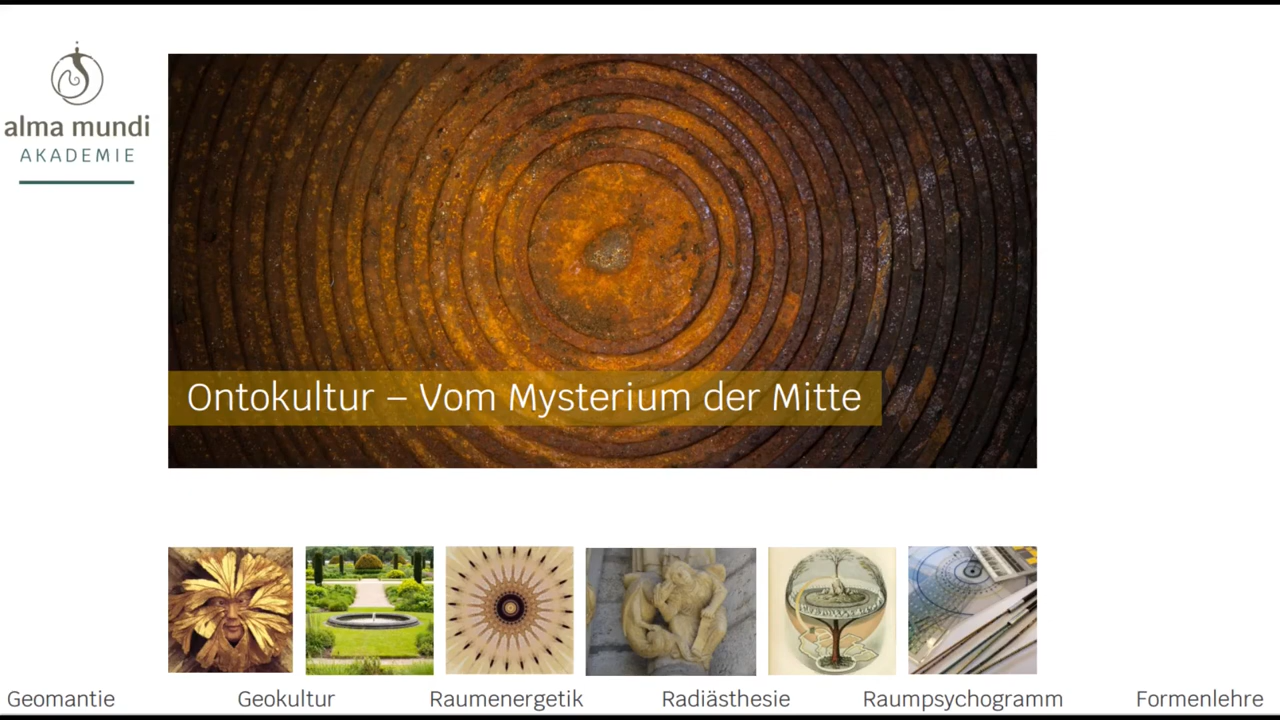 alma mundi
AKADEMIE
Ontokultur – Vom Mysterium der Mitte
Geomantie Geokultur Raumenergetik Radiästhesie Raumpsychogramm Formenlehre